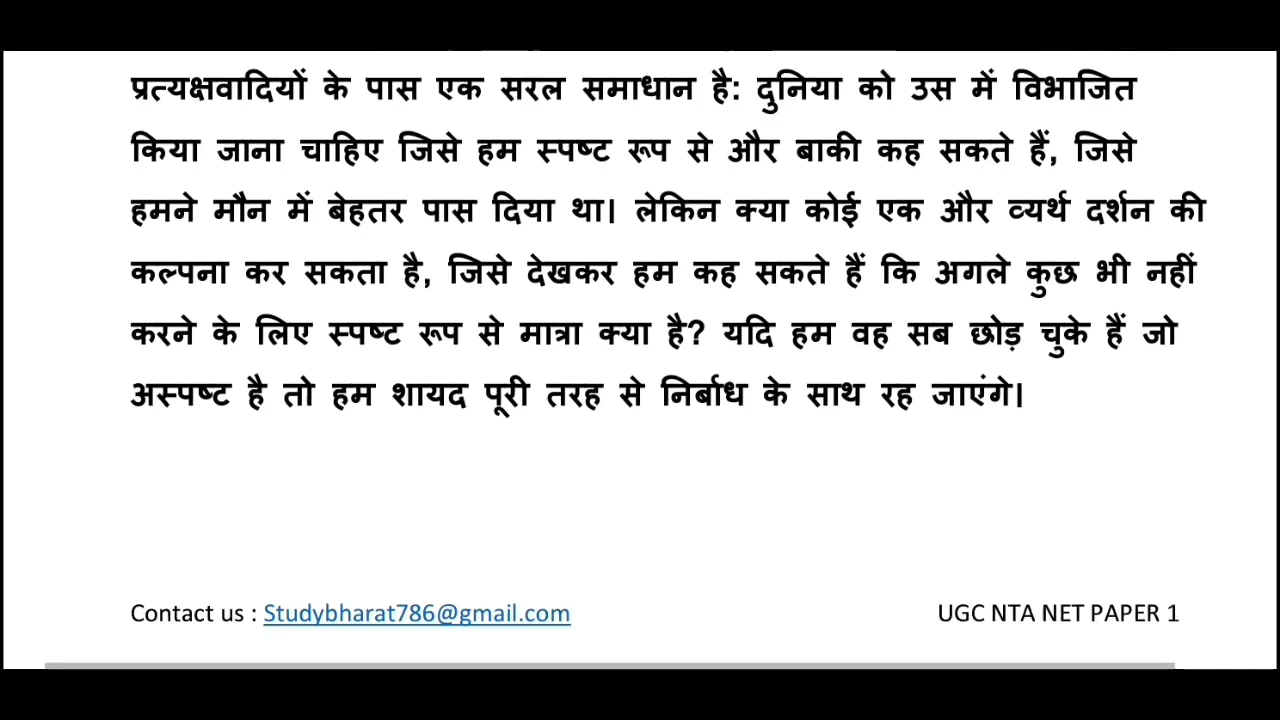 प्रत्यक्षवादियों के पास एक सरल समाधान है: दुनिया को उस में विभाजित
किया जाना चाहिए जिसे हम स्पष्ट रूप से और बाकी कह सकते हैं, जिसे
हमने मौन में बेहतर पास दिया था। लेकिन क्या कोई एक और व्यर्थ दर्शन की
कल्पना कर सकता है, जिसे देखकर हम कह सकते हैं कि अगले कुछ भी नहीं
करने के लिए स्पष्ट रूप से मात्रा क्या है? यदि हम वह सब छोड़ चुके हैं जो
अस्पष्ट है तो हम शायद पूरी तरह से निर्बाध के साथ रह जाएंगे।
Contact us : Studybharat786@gmail.com
UGC NTA NET PAPER 1